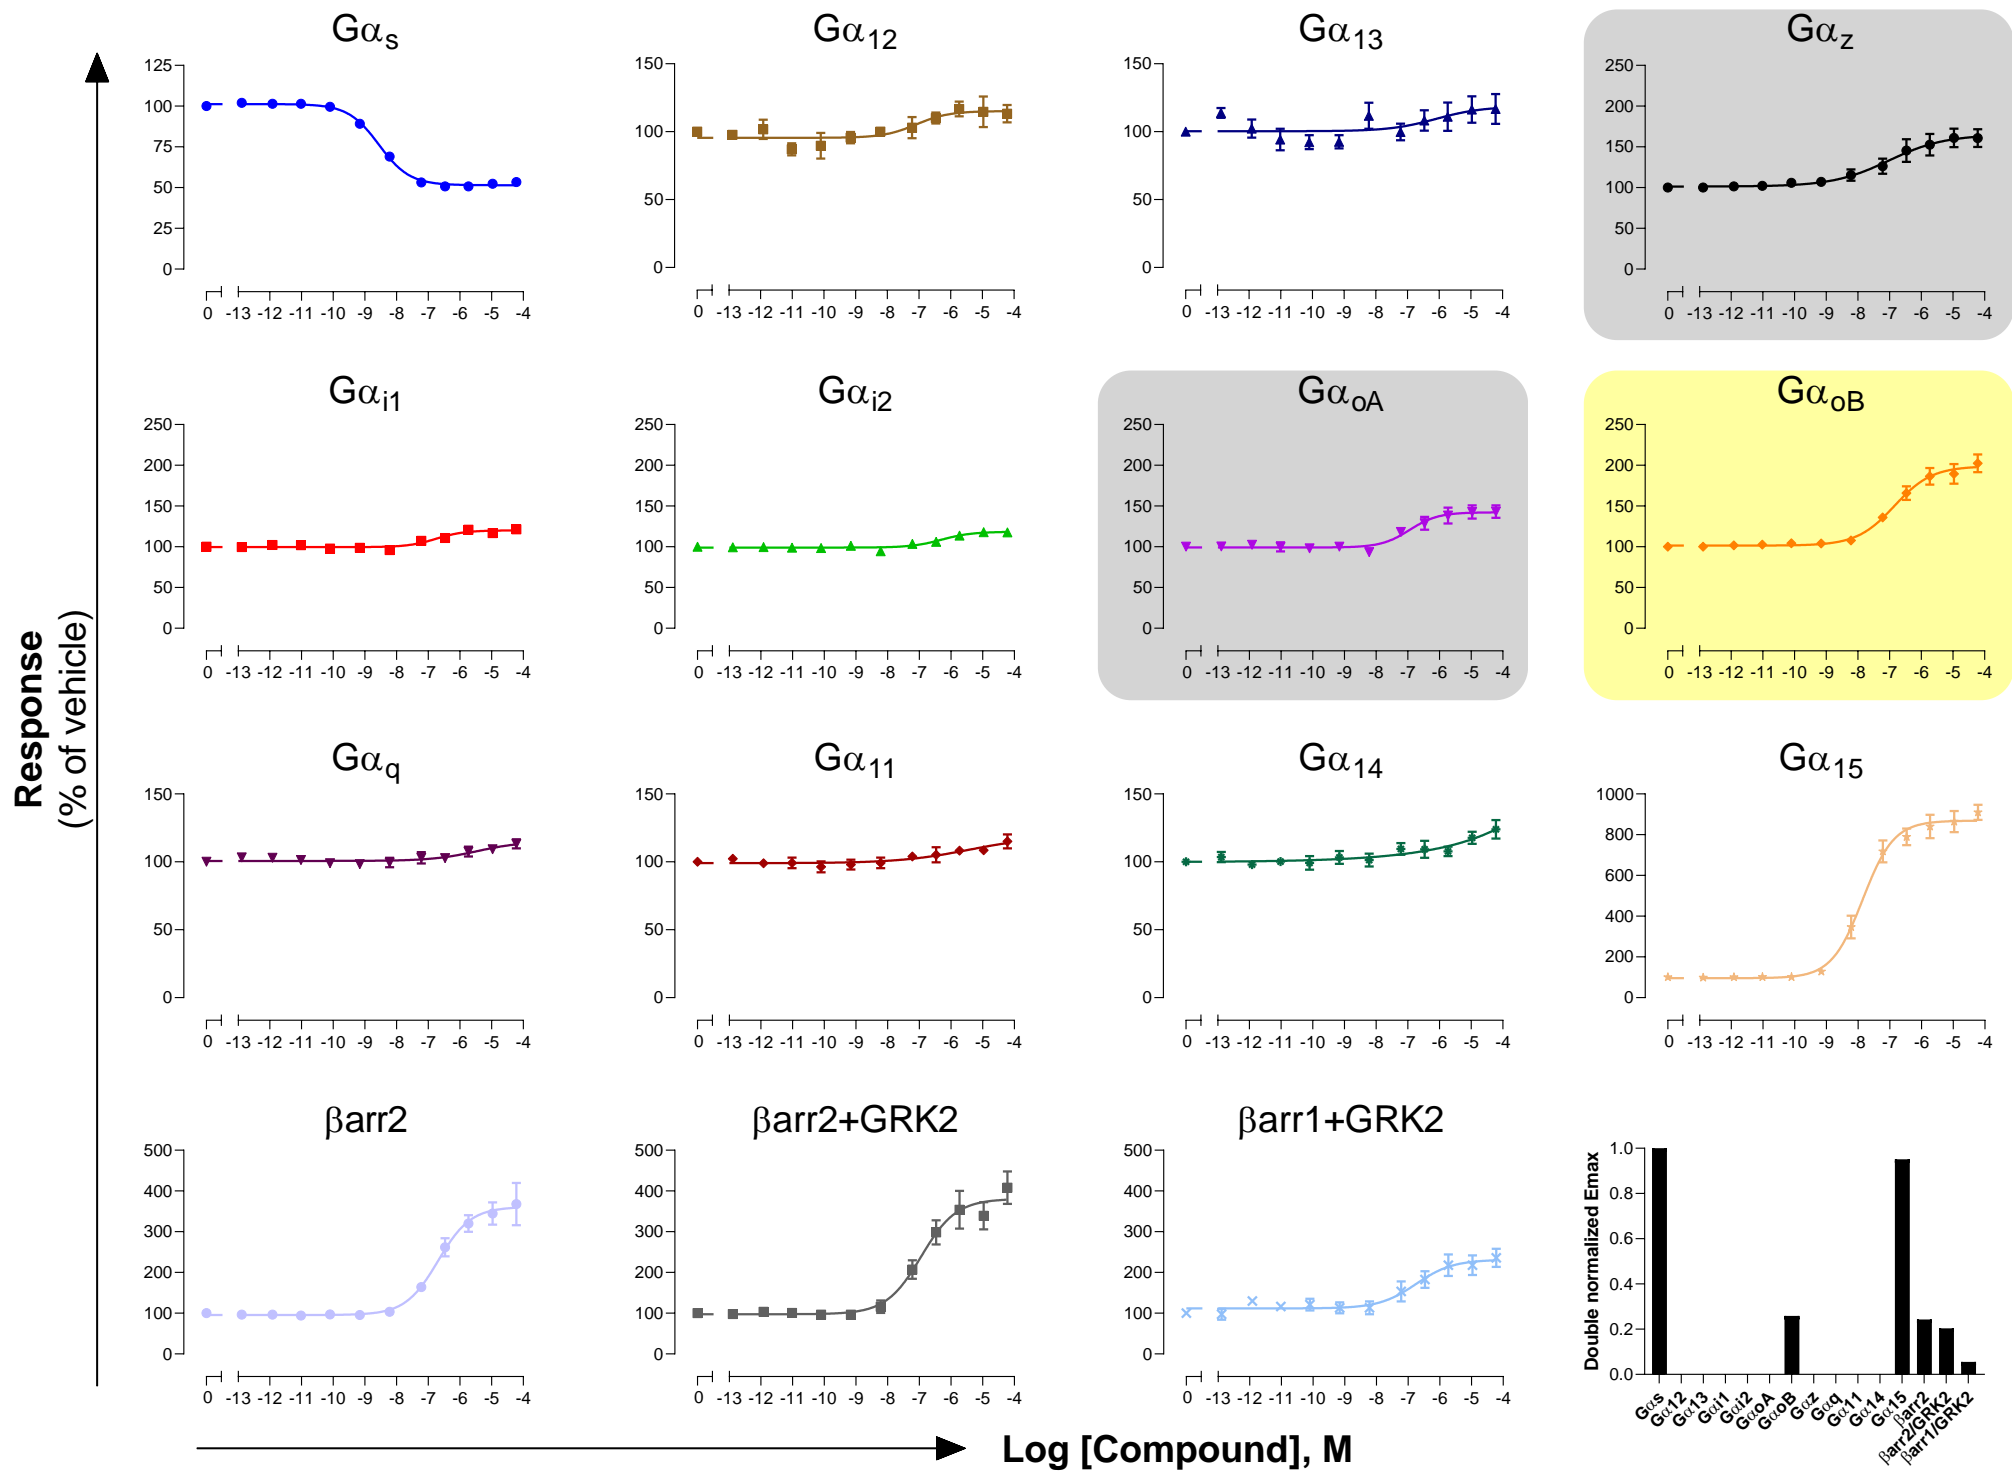 Gαs
Gα12
Gα13
Gαz
125
100
75
50
25
0
0 -13 -12 -11 -10 -9 -8 -7 -6 -5 -4
150
100
50
0
0 -13 -12 -11 -10 -9 -8 -7 -6 -5 -4
150
100
50
0
0 -13 -12 -11 -10 -9 -8 -7 -6 -5 -4
250
200
150
100
50
0
0 -13 -12 -11 -10 -9 -8 -7 -6 -5 -4
Gαi1
Gαi2
GαoA
GαoB
250
200
150
100
50
0
0 -13 -12 -11 -10 -9 -8 -7 -6 -5 -4
250
200
150
100
50
0
0 -13 -12 -11 -10 -9 -8 -7 -6 -5 -4
250
200
150
100
50
0
0 -13 -12 -11 -10 -9 -8 -7 -6 -5 -4
250
200
150
100
50
0
0 -13 -12 -11 -10 -9 -8 -7 -6 -5 -4
Response
(% of vehicle)
Gαq
Gα11
Gα14
Gα15
150
100
50
0
0 -13 -12 -11 -10 -9 -8 -7 -6 -5 -4
150
100
50
0
0 -13 -12 -11 -10 -9 -8 -7 -6 -5 -4
150
100
50
0
0 -13 -12 -11 -10 -9 -8 -7 -6 -5 -4
1000
800
600
400
200
0
0 -13 -12 -11 -10 -9 -8 -7 -6 -5 -4
βarr2
βarr2+GRK2
βarr1+GRK2
500
400
300
200
100
0
0 -13 -12 -11 -10 -9 -8 -7 -6 -5 -4
500
400
300
200
100
0
0 -13 -12 -11 -10 -9 -8 -7 -6 -5 -4
500
400
300
200
100
0
0 -13 -12 -11 -10 -9 -8 -7 -6 -5 -4
Double normalized Emax
1.0
0.8
0.6
0.4
0.2
0.0
Gαs
Gα12
Gα13
Gαi1
Gαi2
GαoA
GαoB
Gαz
Gαq
Gα11
Gα14
Gα15
βarr2
βarr2/GRK2
βarr1/GRK2
Log [Compound], M